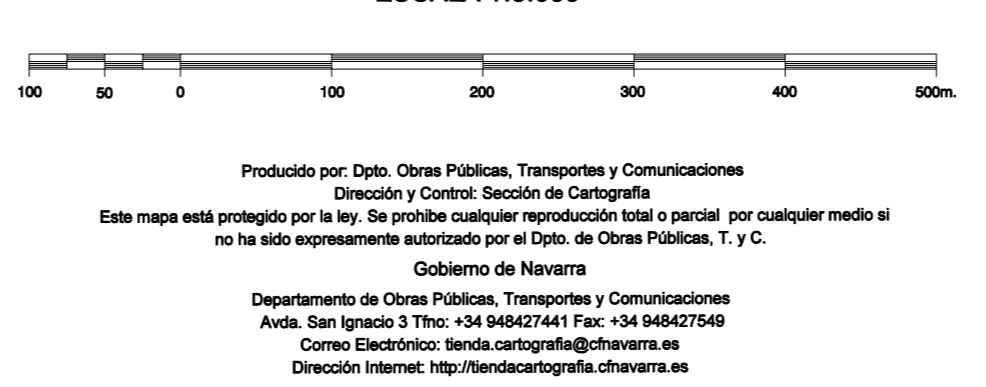 100 50 0 100 200 300 400 500m.
Producido por: Dpto. Obras Públicas, Transportes y Comunicaciones
Dirección y Control: Sección de Cartografía
Este mapa está protegido por la ley. Se prohibe cualquier reproducción total o parcial por cualquier medio si
no ha sido expresamente autorizado por el Dpto. de Obras Públicas, T. y C.
Gobierno de Navarra
Departamento de Obras Públicas, Transportes y Comunicaciones
Avda. San Ignacio 3 Tfno: +34 948427441 Fax: +34 948427549
Correo Electrónico: tienda.cartografia@cfnavarra.es
Dirección Internet: http://tiendacartografia.cfnavarra.es